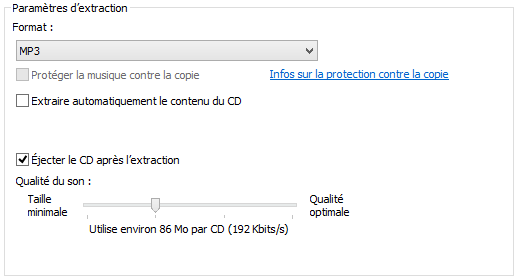 Paramètres d'extraction
Format :
MP3
Protéger la musique contre la copie
Infos sur la protection contre la copie
Extraire automatiquement le contenu du CD
Éjecter le CD après l'extraction
Qualité du son :
Taille
minimale
Qualité
optimale
Utilise environ 86 Mo par CD (192 Kbits/s)